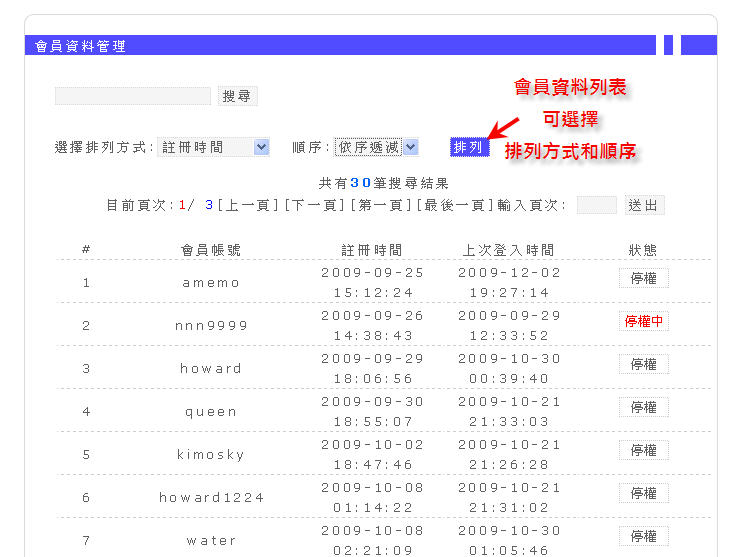 會員資料管理
搜尋
會員資料列表
可選擇
排列方式和順序
選擇排列方式: 註冊時間 順序: 依序遞減 排列
共有30筆搜尋結果
目前頁次:1/ 3[上一頁][下一頁][第一頁][最後一頁]輸入頁次: 送出
# 會員帳號 註冊時間 上次登入時間 狀態
1 amemo 2009-09-25 15:12:24 2009-12-02 19:27:14 停權
2 nnn9999 2009-09-26 14:38:43 2009-09-29 12:33:52 停權中
3 howard 2009-09-29 18:06:56 2009-10-30 00:39:40 停權
4 queen 2009-09-30 18:55:07 2009-10-21 21:33:03 停權
5 kimosky 2009-10-02 18:47:46 2009-10-21 21:26:28 停權
6 howard1224 2009-10-08 01:14:22 2009-10-21 21:31:02 停權
7 water 2009-10-08 02:21:09 2009-10-30 01:05:46 停權